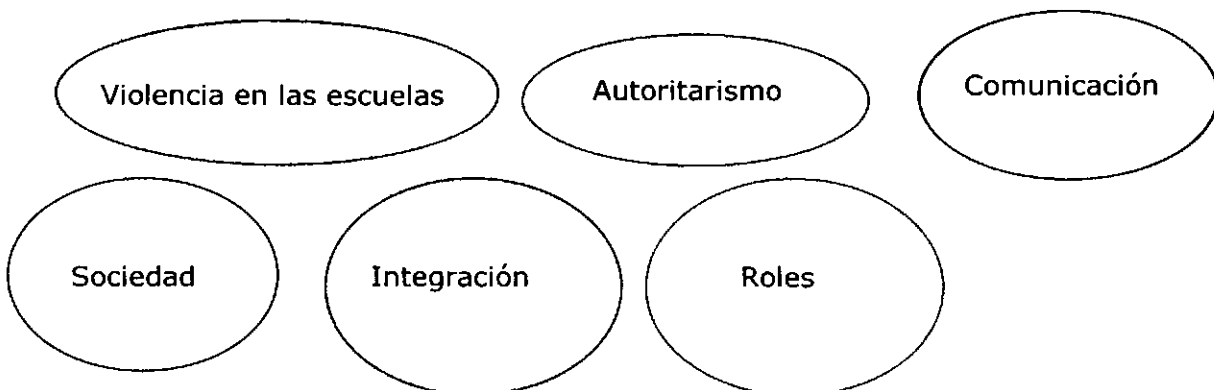 Violencia en las escuelas
Autoritarismo
Comunicación
Sociedad
Integración
Roles